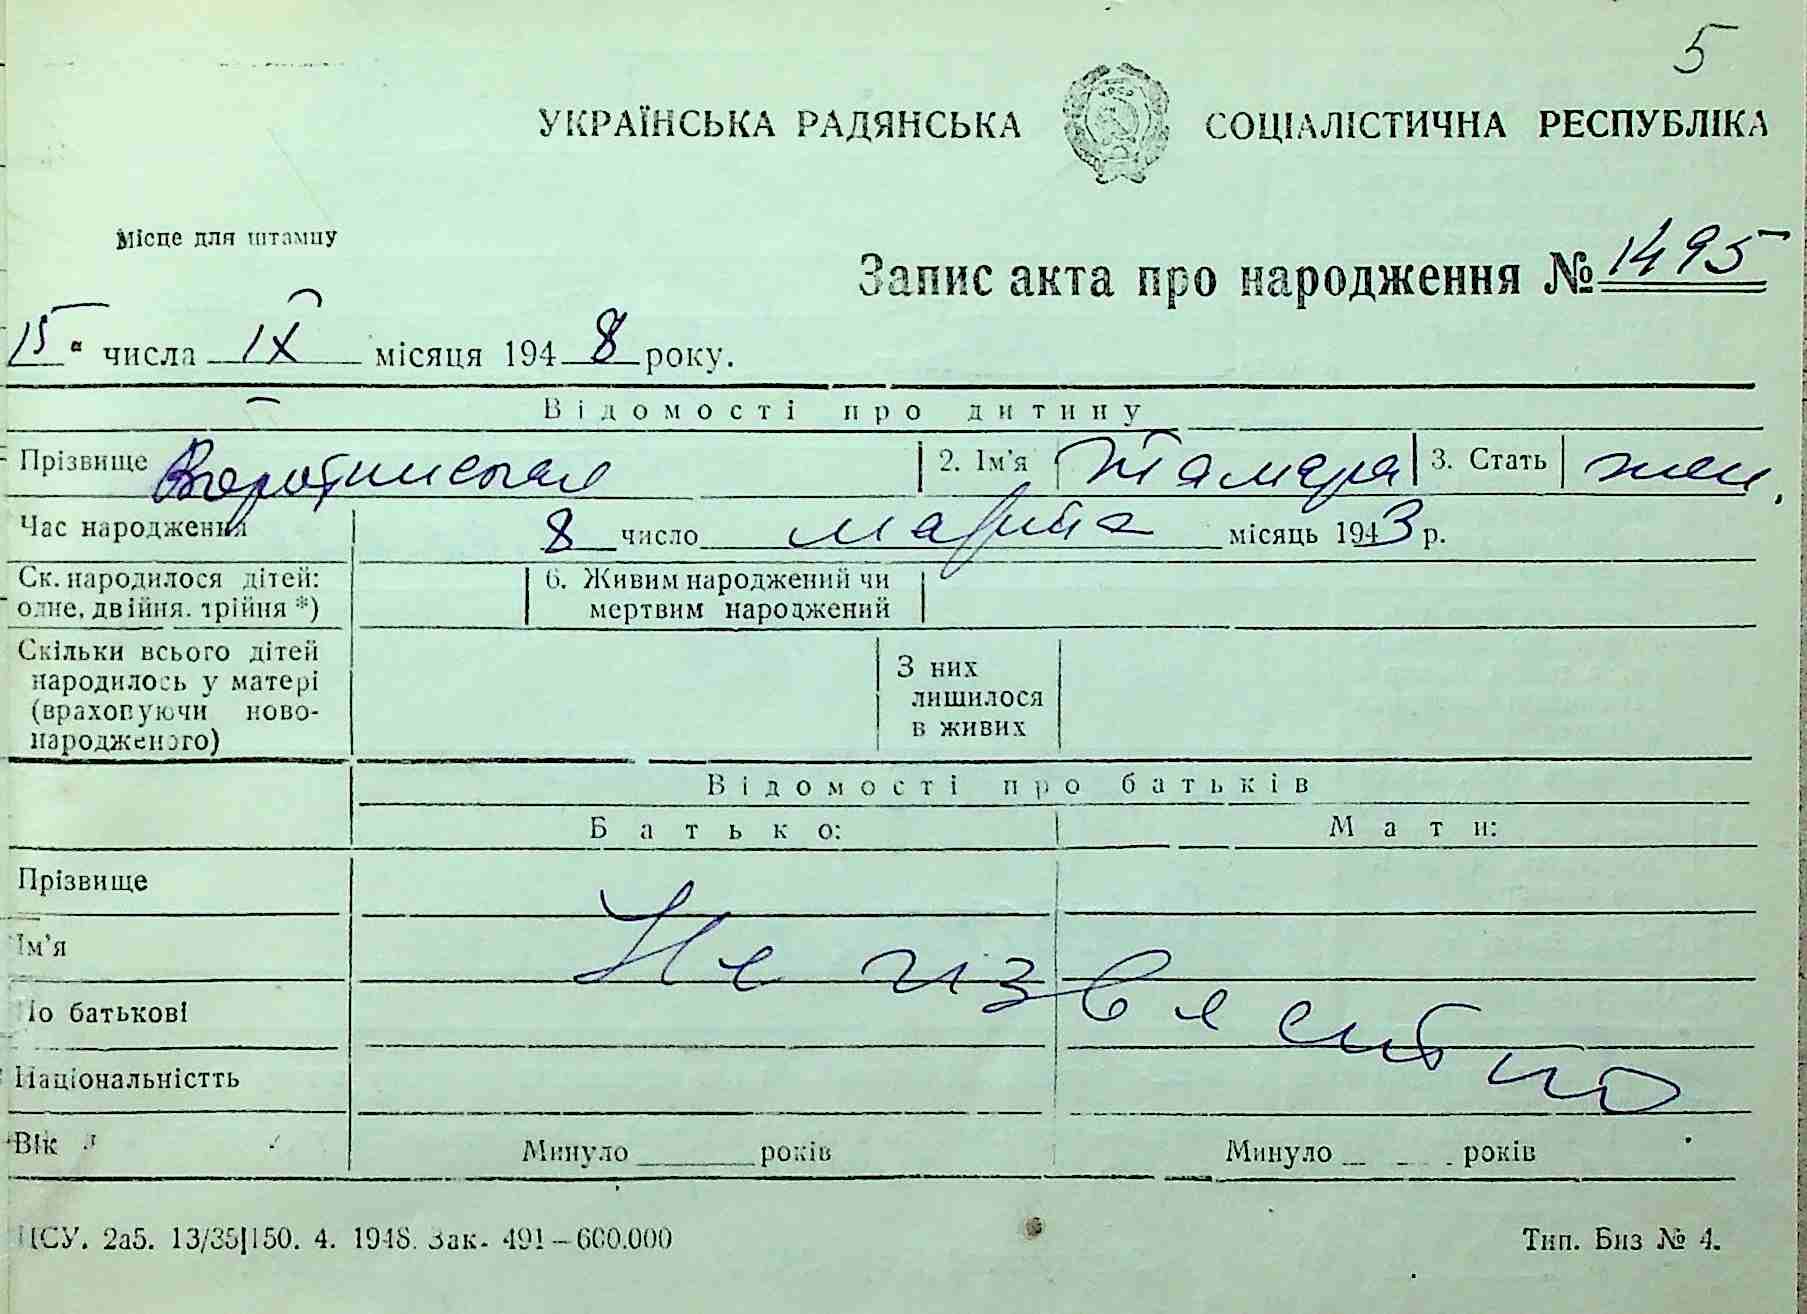 5
УКРАЇНСЬКА РАДЯНСЬКА СОЦІАЛІСТИЧНА РЕСПУБЛІКА
Місце для штампу
Запис акта про народження № 1495
15 числа IX місяця 1948 року.
Відомості про дитину
Прізвище 2. Ім'я Тамара 3. Стать жен.
Час народження 8 число марта місяць 1943 р.
Ск. народилося дітей: 6. Живим народжений чи
одне, двійня. трійня *) мертвим народжений
Скільки всього дітей З них
народилось у матері лишилося
(враховуючи ново- в живих
народженого)
Відомості про батьків
Батько: Мати:
Прізвище
Ім'я
По батькові
Не известно
Національністть
Вік Минуло років Минуло років
ЦСУ. 2а5. 13/35|150. 4. 1948. Зак. 491–600.000 Тип. Биз № 4.